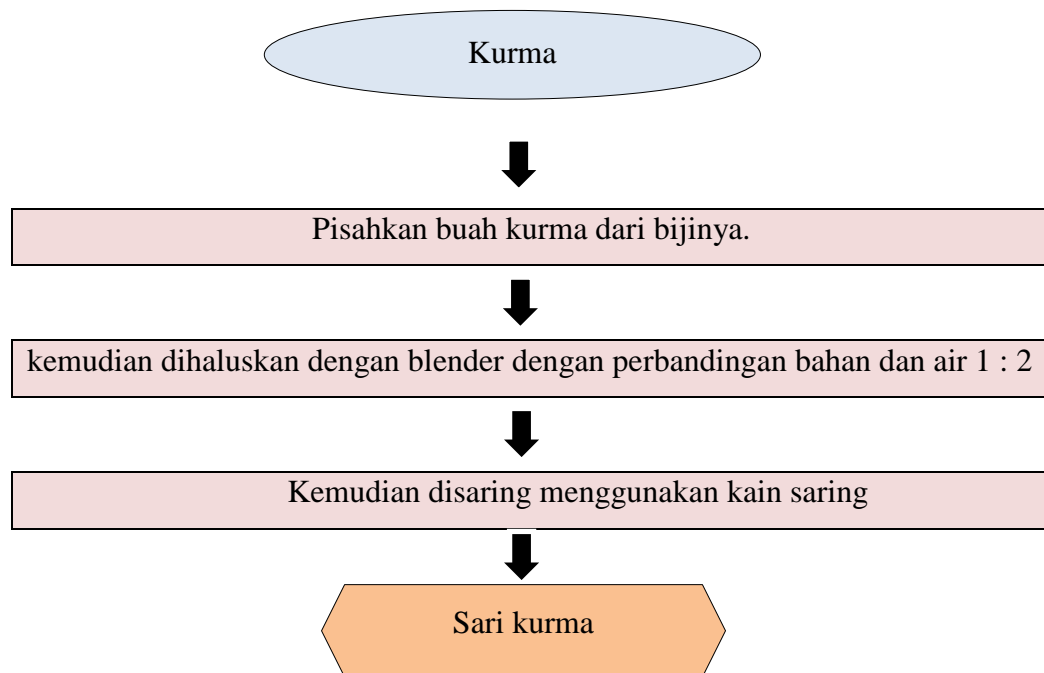 Kurma
Pisahkan buah kurma dari bijinya.
kemudian dihaluskan dengan blender dengan perbandingan bahan dan air 1 : 2
Kemudian disaring menggunakan kain saring
Sari kurma